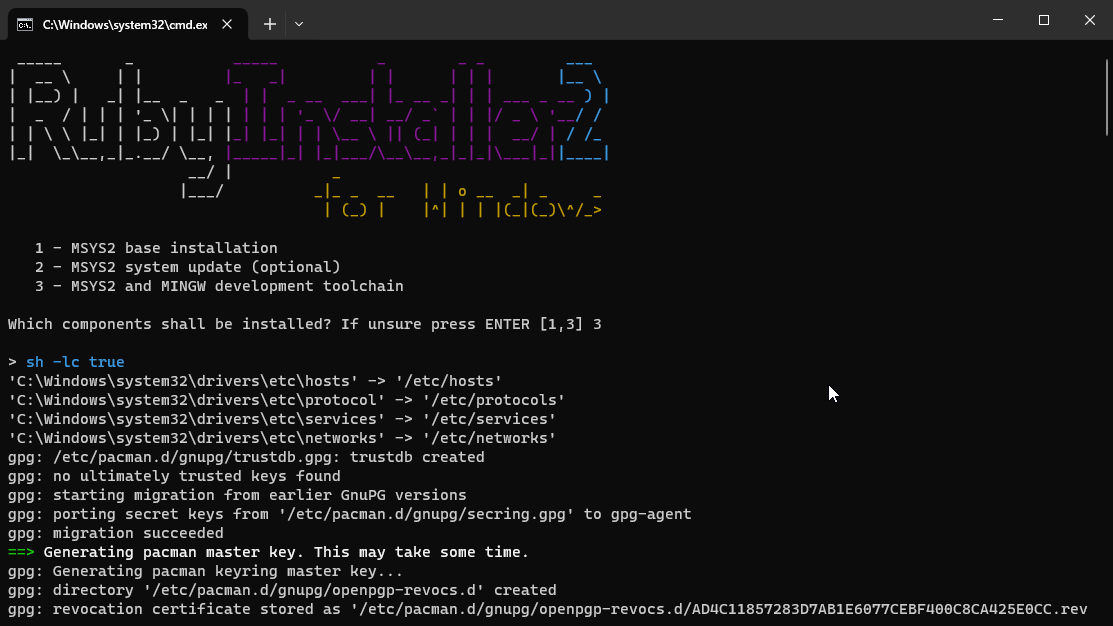 C:\Windows\system32\cmd.ex
RubyInstaller2
for Windows
1 - MSYS2 base installation
2 - MSYS2 system update (optional)
3 - MSYS2 and MINGW development toolchain
Which components shall be installed? If unsure press ENTER [1,3] 3
> sh -lc true
'C:\Windows\system32\drivers\etc\hosts' -> '/etc/hosts'
'C:\Windows\system32\drivers\etc\protocol' -> '/etc/protocols'
'C:\Windows\system32\drivers\etc\services' -> '/etc/services'
'C:\Windows\system32\drivers\etc\networks' -> '/etc/networks'
gpg: /etc/pacman.d/gnupg/trustdb.gpg: trustdb created
gpg: no ultimately trusted keys found
gpg: starting migration from earlier GnuPG versions
gpg: porting secret keys from '/etc/pacman.d/gnupg/secring.gpg' to gpg-agent
gpg: migration succeeded
==> Generating pacman master key. This may take some time.
gpg: Generating pacman keyring master key...
gpg: directory '/etc/pacman.d/gnupg/openpgp-revocs.d' created
gpg: revocation certificate stored as '/etc/pacman.d/gnupg/openpgp-revocs.d/AD4C11857283D7AB1E6077CEBF400C8CA425E0CC.rev